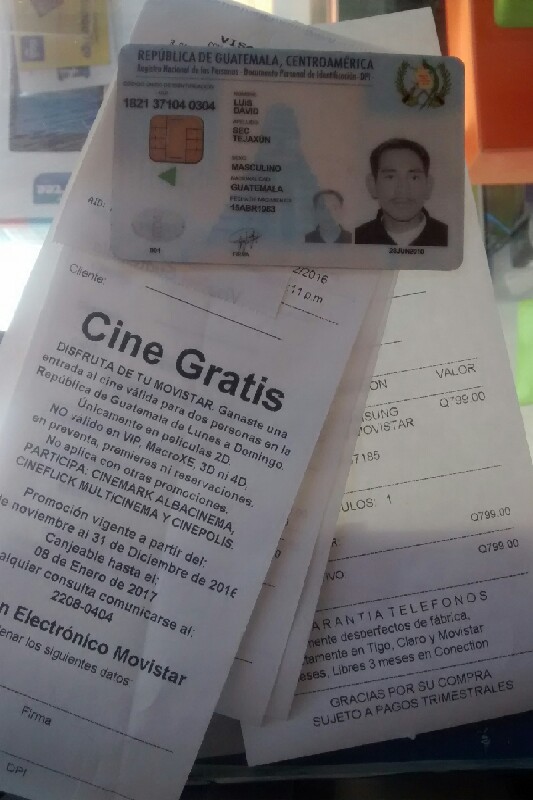 REPÚBLICA DE GUATEMALA, CENTROAMÉRICA
Registro Nacional de las Personas - Documento Personal de Identificación - DPI
1821 37104 0304
LUIS
DAVID
TEJAXÚN
MASCULINO
GUATEMALA
FIRMA
25JUN2010
2/2016
11 p.m
Cliente:
Cine Gratis
DISFRUTA DE TU MOVISTAR. Ganaste una
entrada al cine válida para dos personas en la
República de Guatemala de Lunes a Domingo.
Únicamente en películas 2D.
NO válido en VIP, MacroXE, 3D ni 4D,
en preventa, premieres ni reservaciones.
No aplica con otras promociones.
PARTICIPA: CINEMARK ALBACINEMA,
CINEFLICK MULTICINEMA Y CINEPOLIS.
Promoción vigente a partir del:
de noviembre al 31 de Diciembre de 2016
Canjeable hasta el:
08 de Enero de 2017
alquier consulta comunicarse al:
2208-0404
n Electrónico Movistar
enar los siguientes datos:
Firma
DPI
ON VALOR
SUNG Q799.00
MOVISTAR
7185
ULOS: 1
Q799.00
Q799.00
IVO
ARANTIA TELEFONOS
mente desperfectos de fábrica,
ctamente en Tigo, Claro y Movistar
eses, Libres 3 meses en Conection
GRACIAS POR SU COMPRA
SUJETO A PAGOS TRIMESTRALES